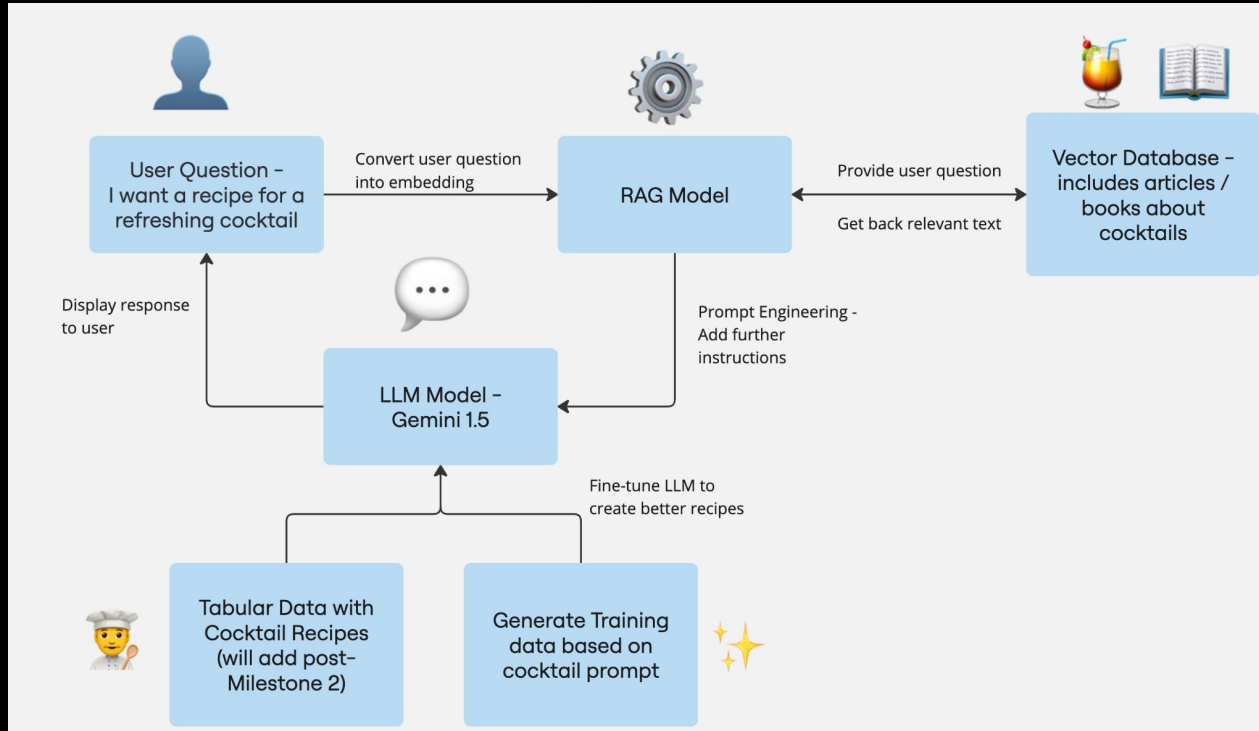 User Question –
I want a recipe for a
refreshing cocktail
Convert user question
into embedding
RAG Model
Provide user question
Get back relevant text
Vector Database –
includes articles /
books about
cocktails
Display response
to user
LLM Model –
Gemini 1.5
Prompt Engineering -
Add further
instructions
Fine-tune LLM to
create better recipes
Tabular Data with
Cocktail Recipes
(will add post-
Milestone 2)
Generate Training
data based on
cocktail prompt